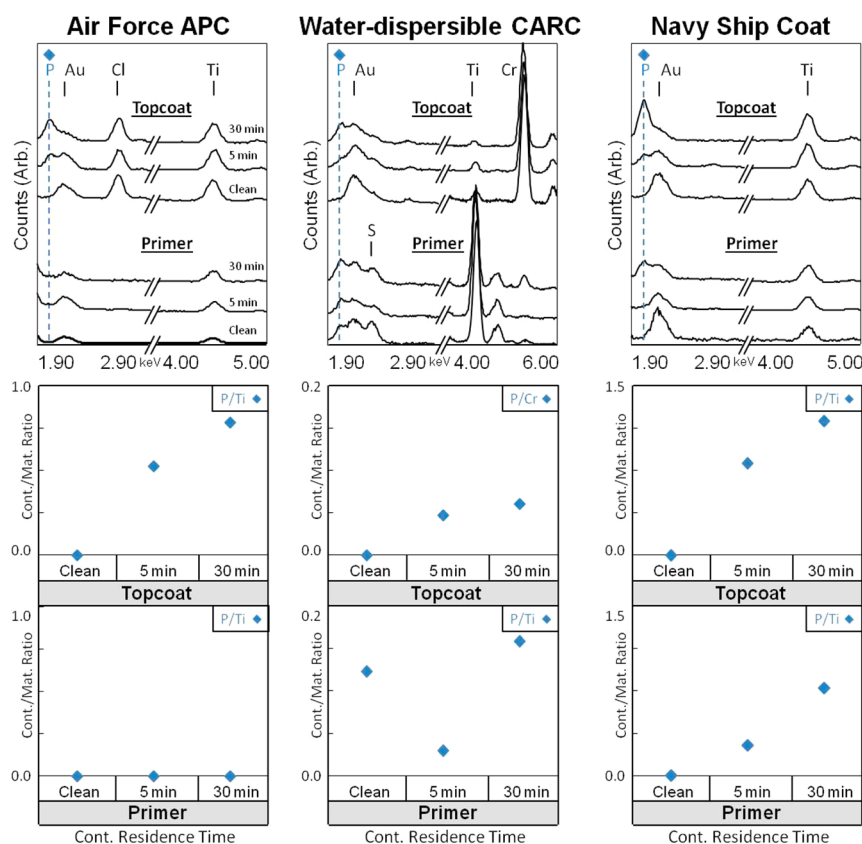 Air Force APC
P
Au
Cl
Ti
Topcoat
30 min
5 min
Clean
Primer
30 min
5 min
Clean
Counts (Arb.)
1.90 2.90 keV 4.00 5.00
Water-dispersible CARC
P
Au
Ti
Cr
Topcoat
Primer
S
Counts (Arb.)
1.90 2.90 keV 4.00 6.00
Navy Ship Coat
P
Au
Ti
Topcoat
Primer
Counts (Arb.)
1.90 2.90 keV 4.00 5.00
1.0
P/Ti
Cont./Mat. Ratio
0.0
Clean 5 min 30 min
Topcoat
0.2
P/Cr
Cont./Mat. Ratio
0.0
Clean 5 min 30 min
Topcoat
1.5
P/Ti
Cont./Mat. Ratio
0.0
Clean 5 min 30 min
Topcoat
1.0
P/Ti
Cont./Mat. Ratio
0.0
Clean 5 min 30 min
Primer
Cont. Residence Time
0.2
P/Ti
Cont./Mat. Ratio
0.0
Clean 5 min 30 min
Primer
Cont. Residence Time
1.5
P/Ti
Cont./Mat. Ratio
0.0
Clean 5 min 30 min
Primer
Cont. Residence Time